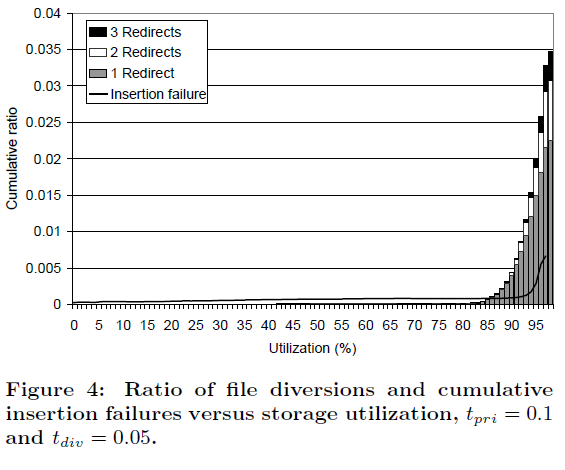 0.04
0.035
0.03
0.025
0.02
0.015
0.01
0.005
0
Cumulative ratio
3 Redirects
2 Redirects
1 Redirect
Insertion failure
0 5 10 15 20 25 30 35 40 45 50 55 60 65 70 75 80 85 90 95
Utilization (%)
Figure 4: Ratio of file diversions and cumulative
insertion failures versus storage utilization, t_pri = 0.1
and t_div = 0.05.